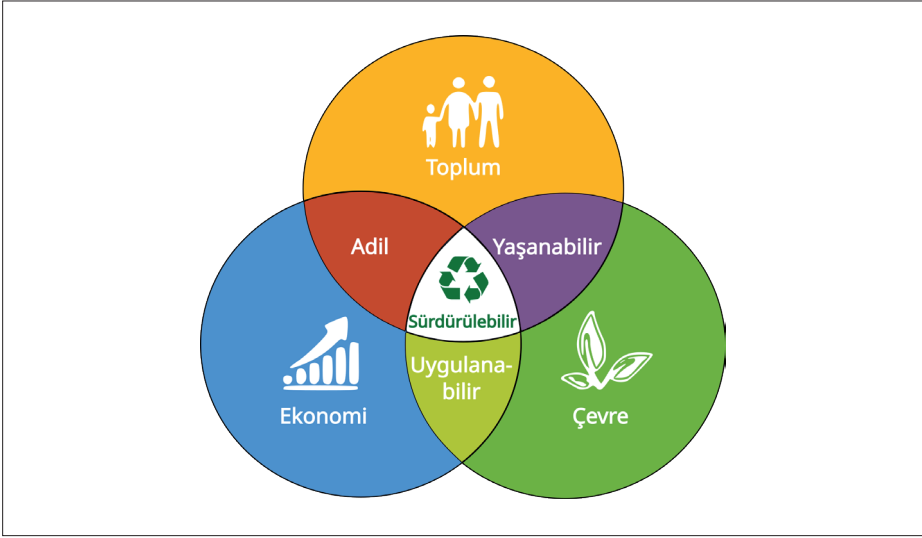 Toplum
Adil
Yaşanabilir
Sürdürülebilir
Uygulana-
bilir
Ekonomi
Çevre